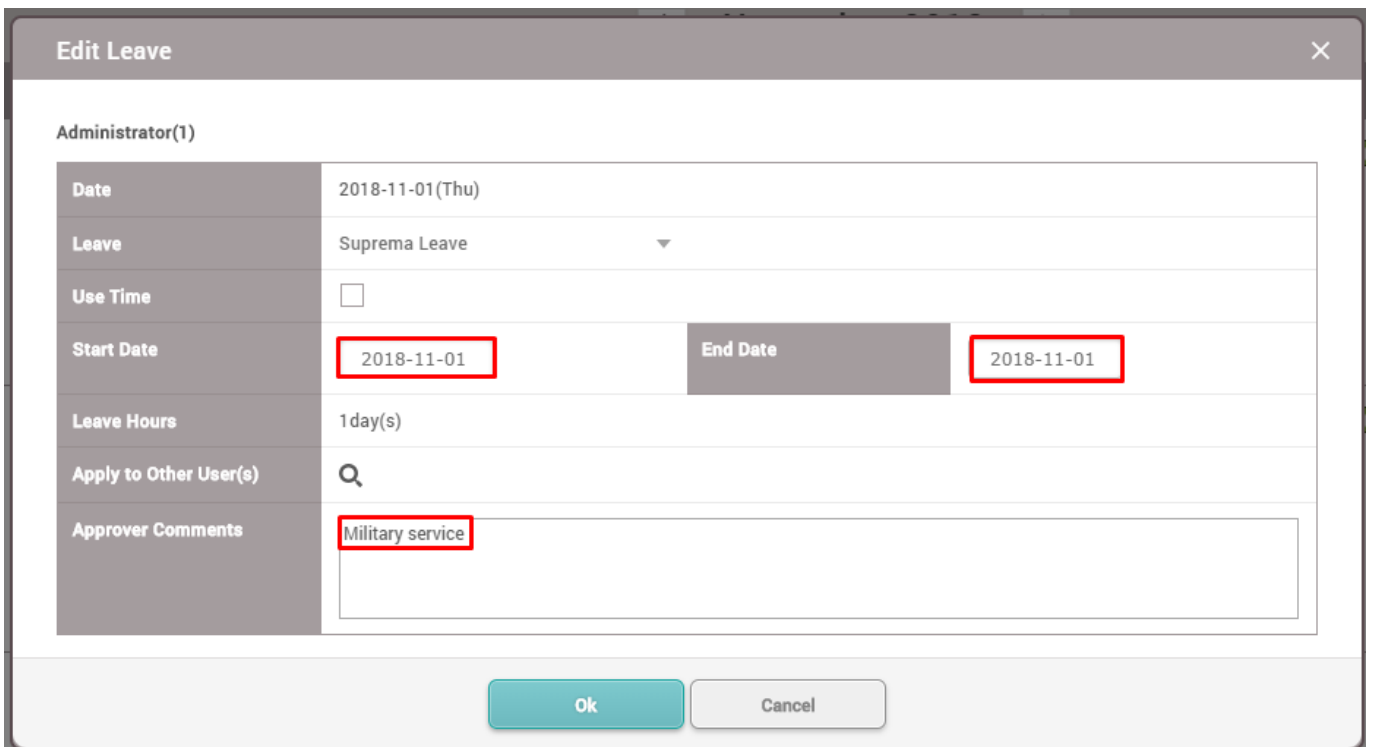 Edit Leave
Administrator(1)
Date 2018-11-01(Thu)
Leave Suprema Leave
Use Time
Start Date 2018-11-01 End Date 2018-11-01
Leave Hours 1day(s)
Apply to Other User(s)
Approver Comments Military service
Ok Cancel